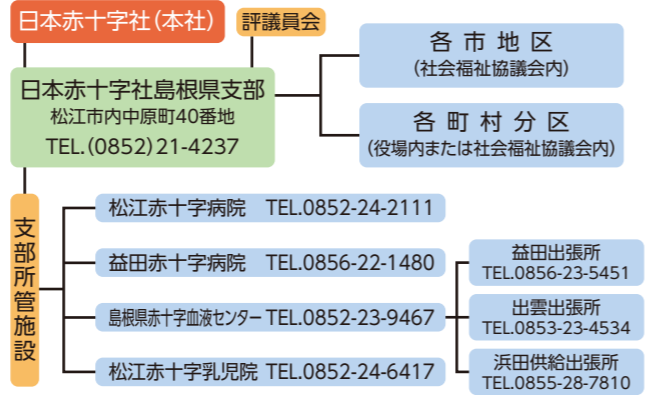 日本赤十字社(本社)
評議員会
日本赤十字社島根県支部
松江市内中原町40番地
TEL.(0852)21-4237
各市地区
(社会福祉協議会内)
各町村分区
(役場内または社会福祉協議会内)
支部所管施設
松江赤十字病院 TEL.0852-24-2111
益田赤十字病院 TEL.0856-22-1480
島根県赤十字血液センター TEL.0852-23-9467
松江赤十字乳児院 TEL.0852-24-6417
益田出張所
TEL.0856-23-5451
出雲出張所
TEL.0853-23-4534
浜田供給出張所
TEL.0855-28-7810